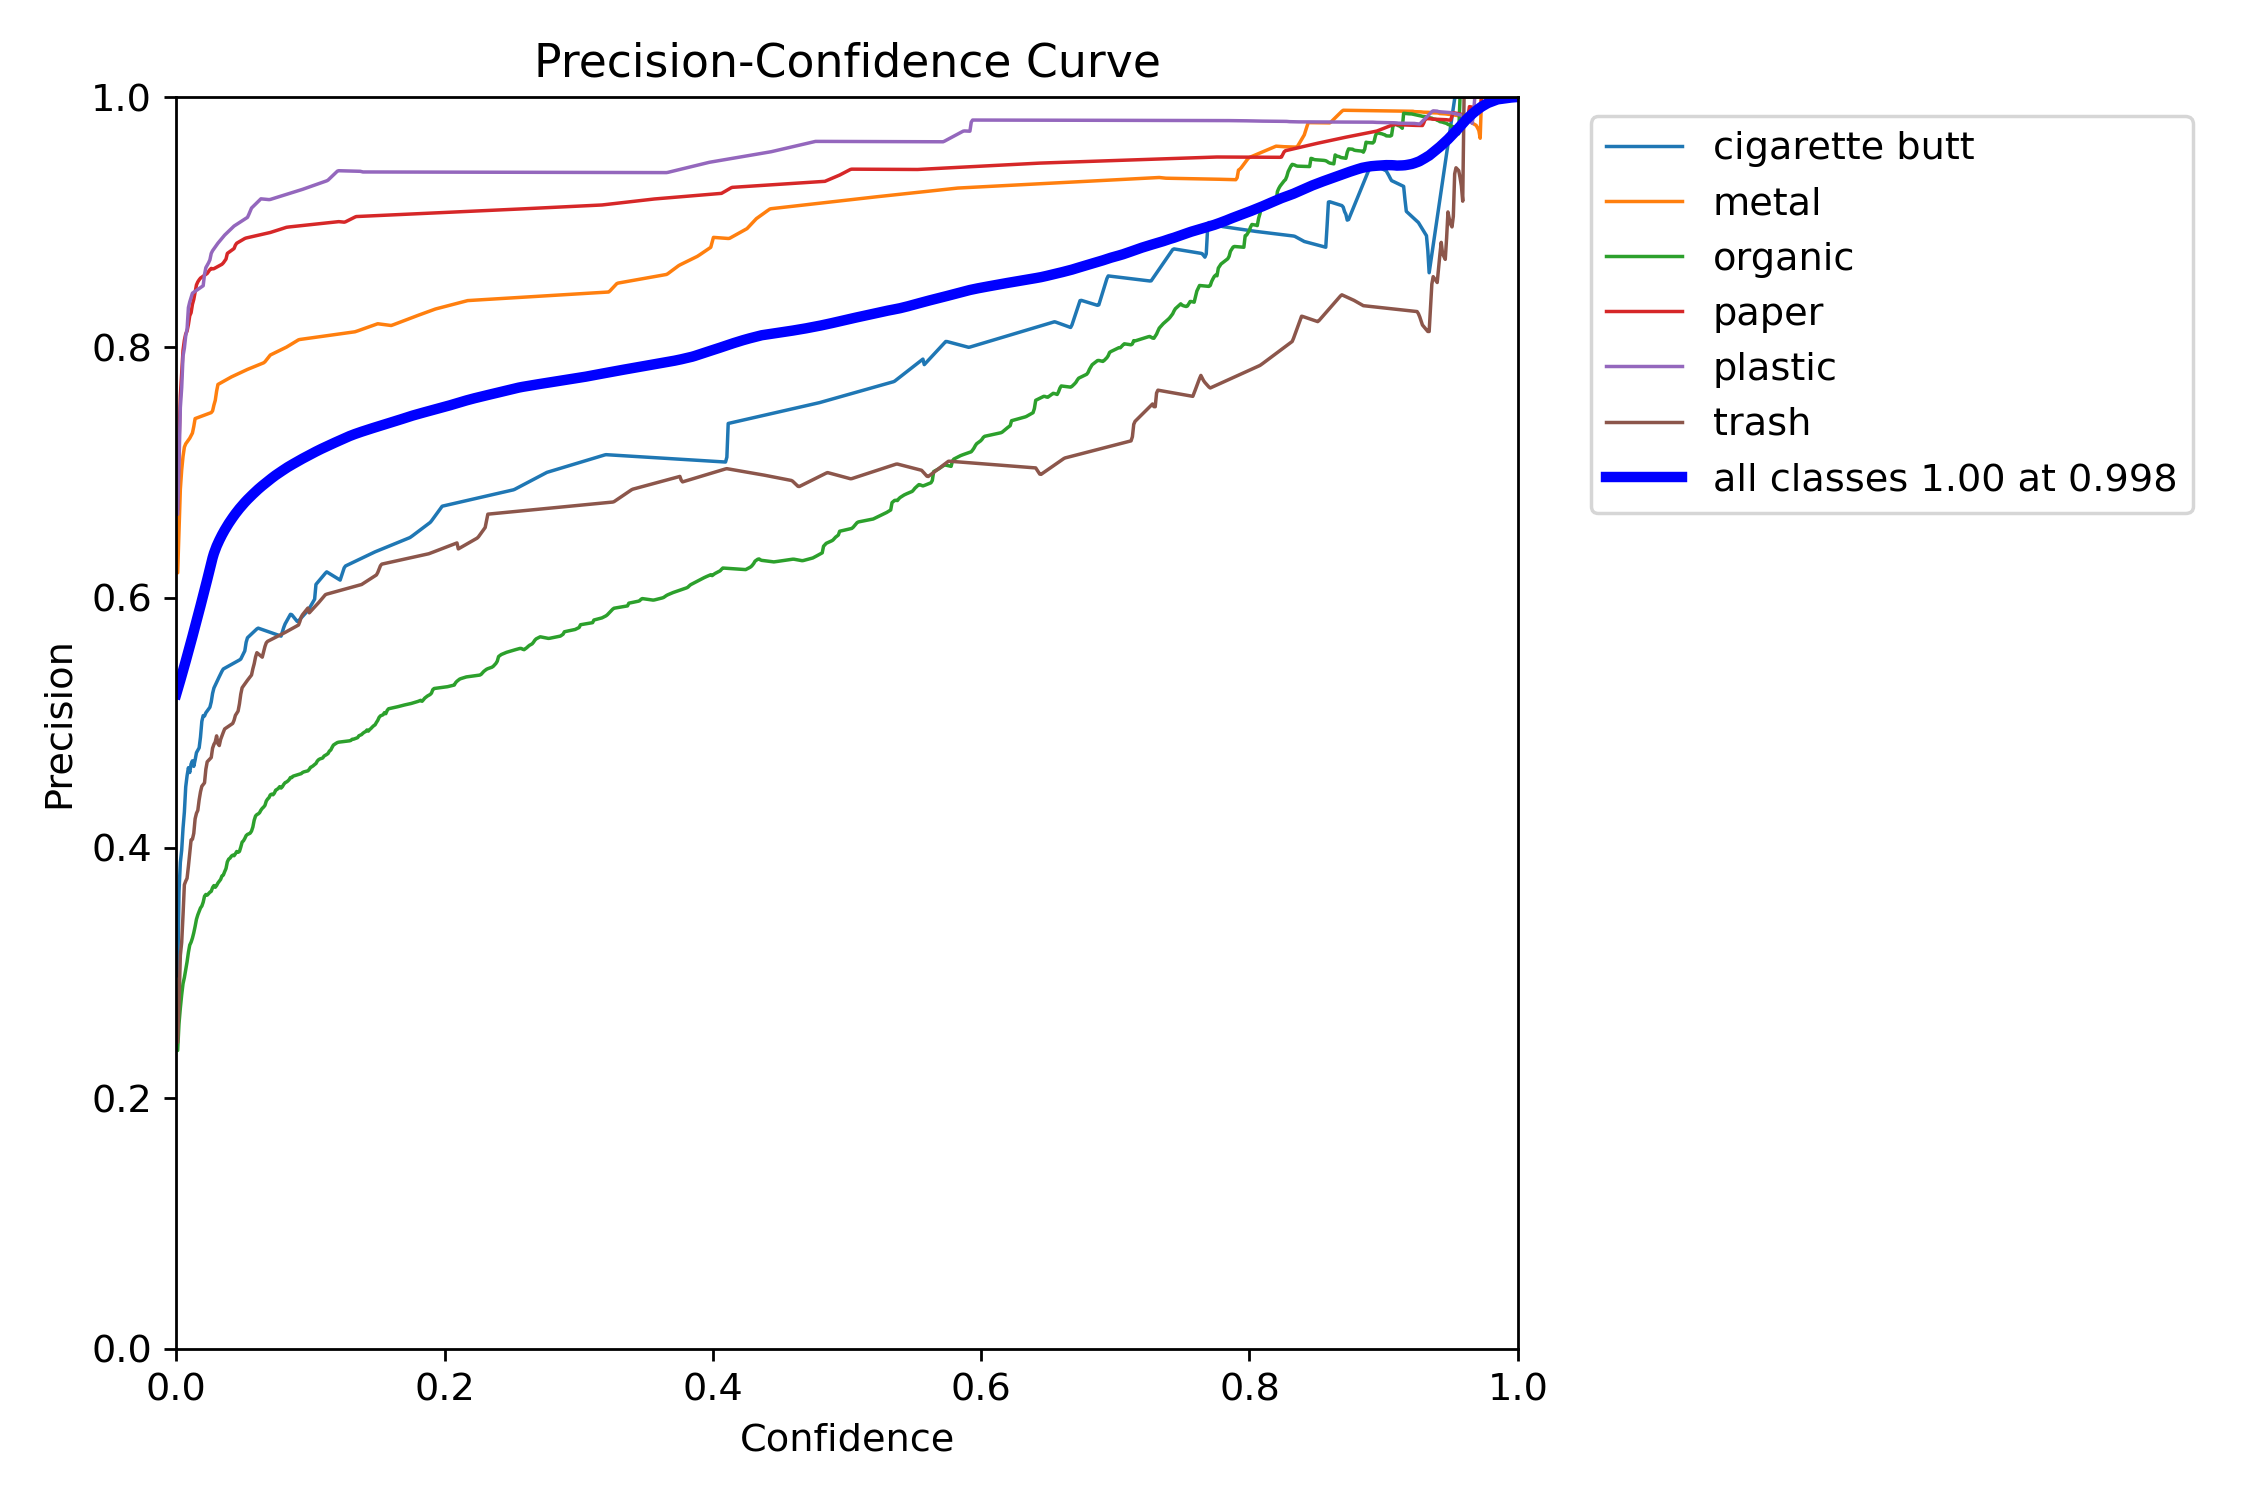 Precision-Confidence Curve
1.0
0.8
0.6
0.4
0.2
0.0
Precision
0.0 0.2 0.4 0.6 0.8 1.0
Confidence
cigarette butt
metal
organic
paper
plastic
trash
all classes 1.00 at 0.998